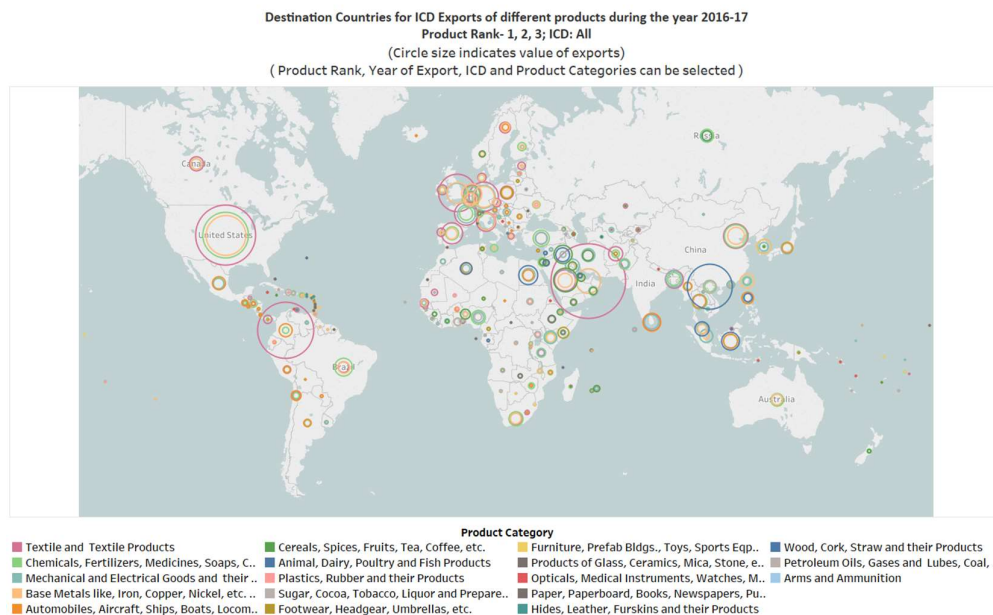 Destination Countries for ICD Exports of different products during the year 2016-17
Product Rank- 1, 2, 3; ICD: All
(Circle size indicates value of exports)
( Product Rank, Year of Export, ICD and Product Categories can be selected )
Russia
Canada
United States
China
India
Brazil
Australia
Product Category
Textile and Textile Products
Cereals, Spices, Fruits, Tea, Coffee, etc.
Furniture, Prefab Bldgs., Toys, Sports Eqp..
Wood, Cork, Straw and their Products
Chemicals, Fertilizers, Medicines, Soaps, C..
Animal, Dairy, Poultry and Fish Products
Products of Glass, Ceramics, Mica, Stone, e..
Petroleum Oils, Gases and Lubes, Coal,
Mechanical and Electrical Goods and their ..
Plastics, Rubber and their Products
Optical, Medical Instruments, Watches, M..
Arms and Ammunition
Base Metals like, Iron, Copper, Nickel, etc. ..
Sugar, Cocoa, Tobacco, Liquor and Prepare..
Paper, Paperboard, Books, Newspapers, Pu..
Automobiles, Aircraft, Ships, Boats, Locom..
Footwear, Headgear, Umbrellas, etc.
Hides, Leather, Furskins and their Products